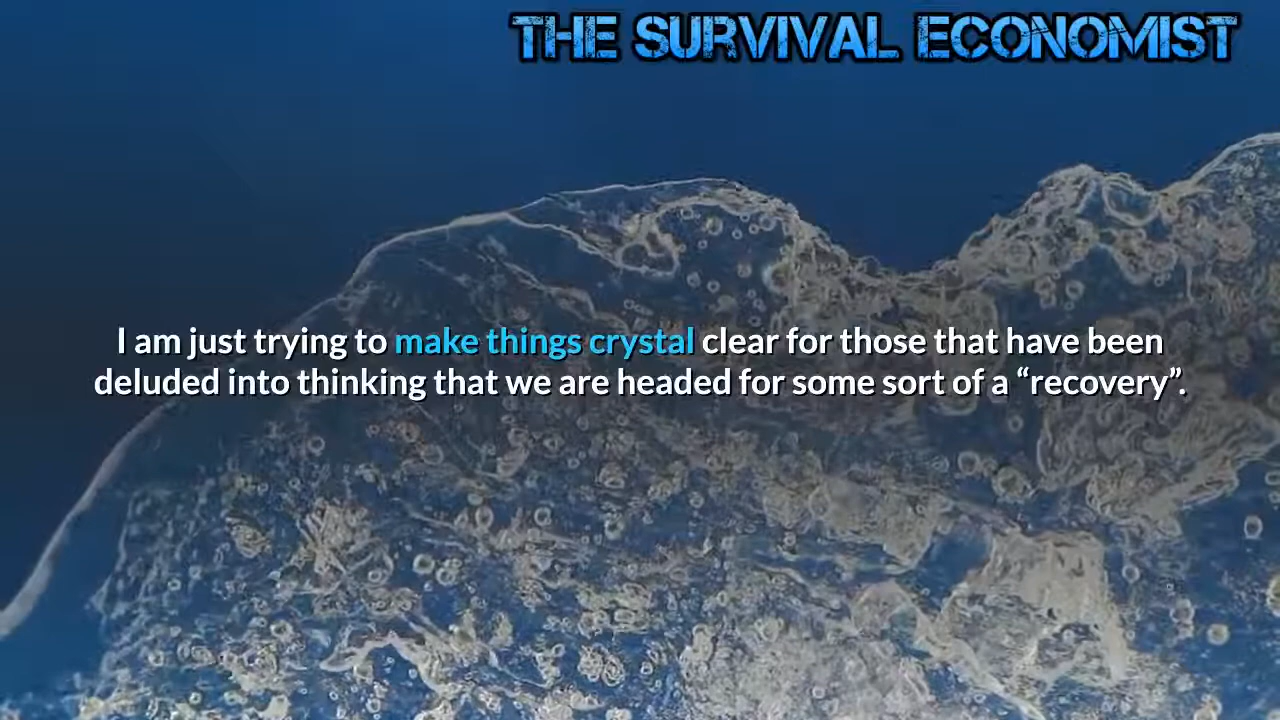 THE SURVIVAL ECONOMIST
I am just trying to make things crystal clear for those that have been
deluded into thinking that we are headed for some sort of a “recovery”.